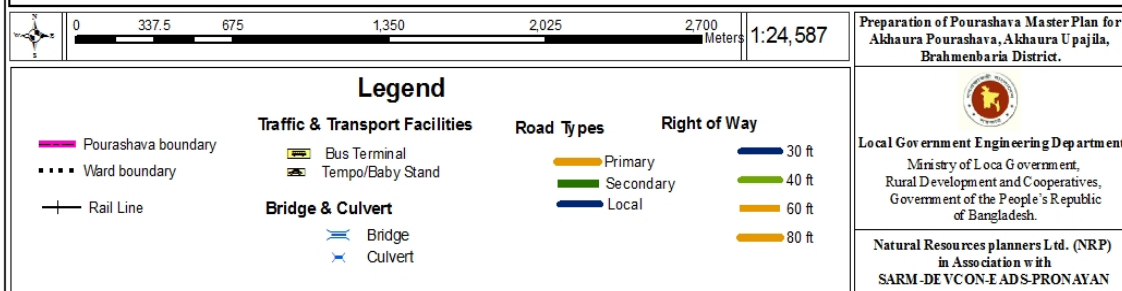 0 337.5 675 1,350 2,025 2,700
Meters
1:24,587
Legend
Pourashava boundary
Ward boundary
Rail Line
Traffic & Transport Facilities
Bus Terminal
Tempo/Baby Stand
Bridge & Culvert
Bridge
Culvert
Road Types
Primary
Secondary
Local
Right of Way
30 ft
40 ft
60 ft
80 ft
Preparation of Pourashava Master Plan for
Akhaura Pourashava, Akhaura Upajila,
Brahmenbaria District.
Local Government Engineering Department
Ministry of Loca Government,
Rural Development and Cooperatives,
Government of the People's Republic
of Bangladesh.
Natural Resources planners Ltd. (NRP)
in Association with
SARM-DEVCON-EADS-PRONAYAN